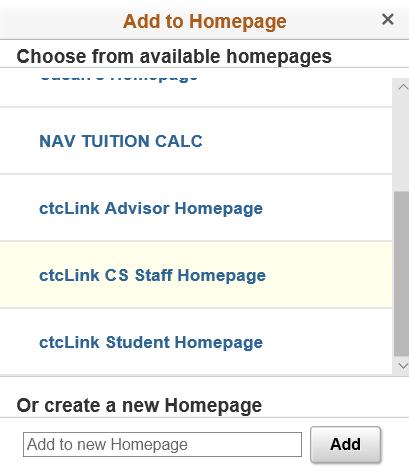 Add to Homepage
×
Choose from available homepages
Homepage
NAV TUITION CALC
ctcLink Advisor Homepage
ctcLink CS Staff Homepage
ctcLink Student Homepage
Or create a new Homepage
Add to new Homepage
Add